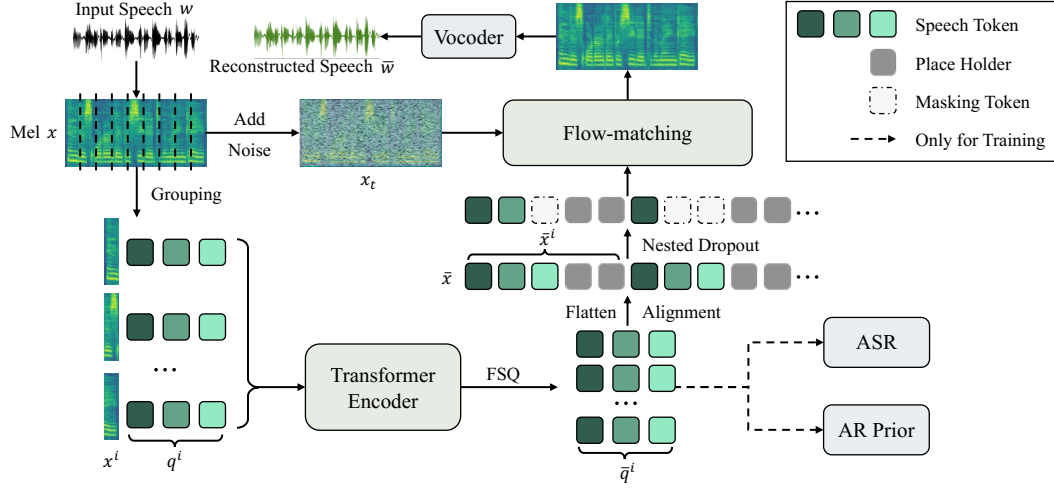 Input Speech w
Reconstructed Speech w̄
Vocoder
Speech Token
Place Holder
Masking Token
Only for Training
Mel x
Add
Noise
x_t
Flow-matching
Grouping
x̄^i
Nested Dropout
x̄
...
...
Flatten
Alignment
Transformer
Encoder
FSQ
...
...
ASR
AR Prior
x^i
q^i
q̄^i